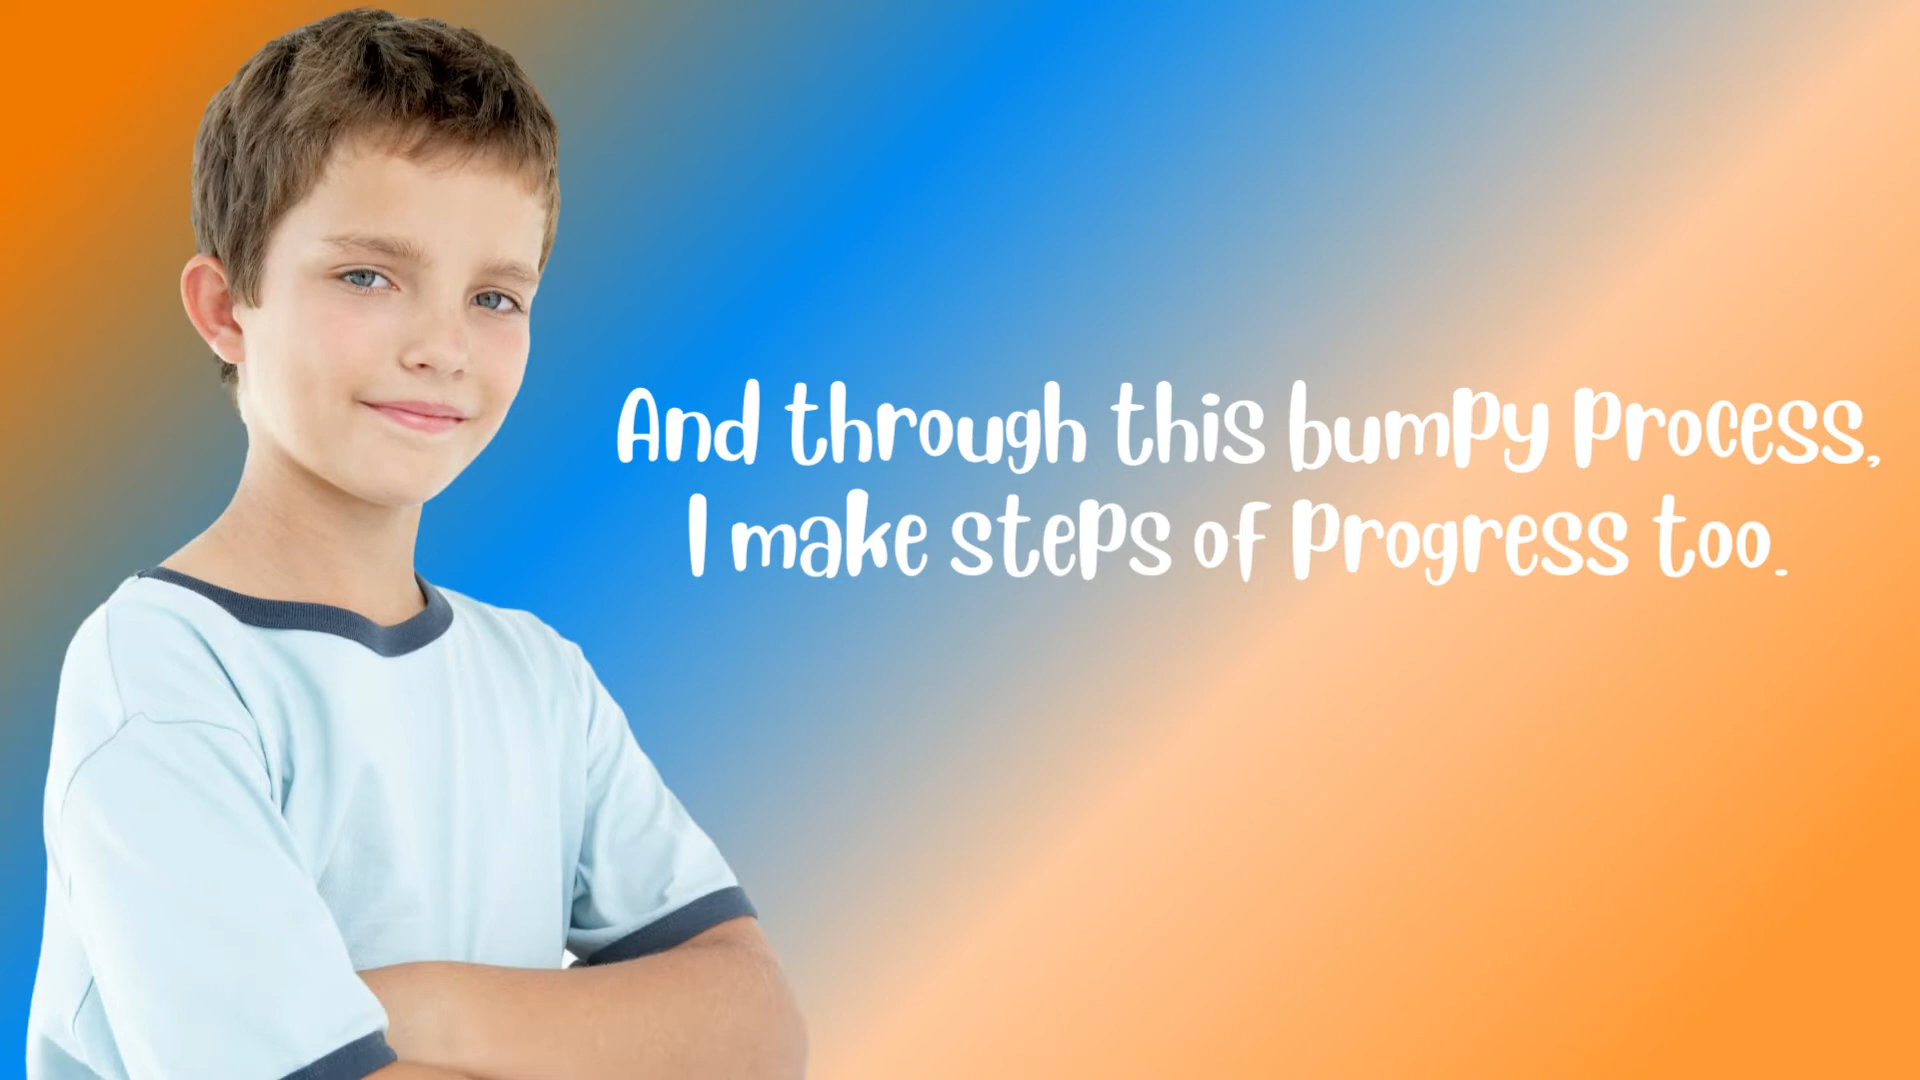 And through this bumpy process,
I make steps of progress too.